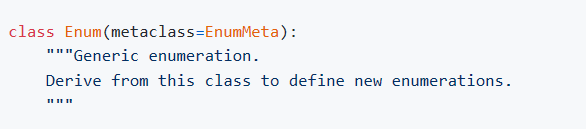 class Enum(metaclass=EnumMeta):
    """Generic enumeration.
    Derive from this class to define new enumerations.
    """